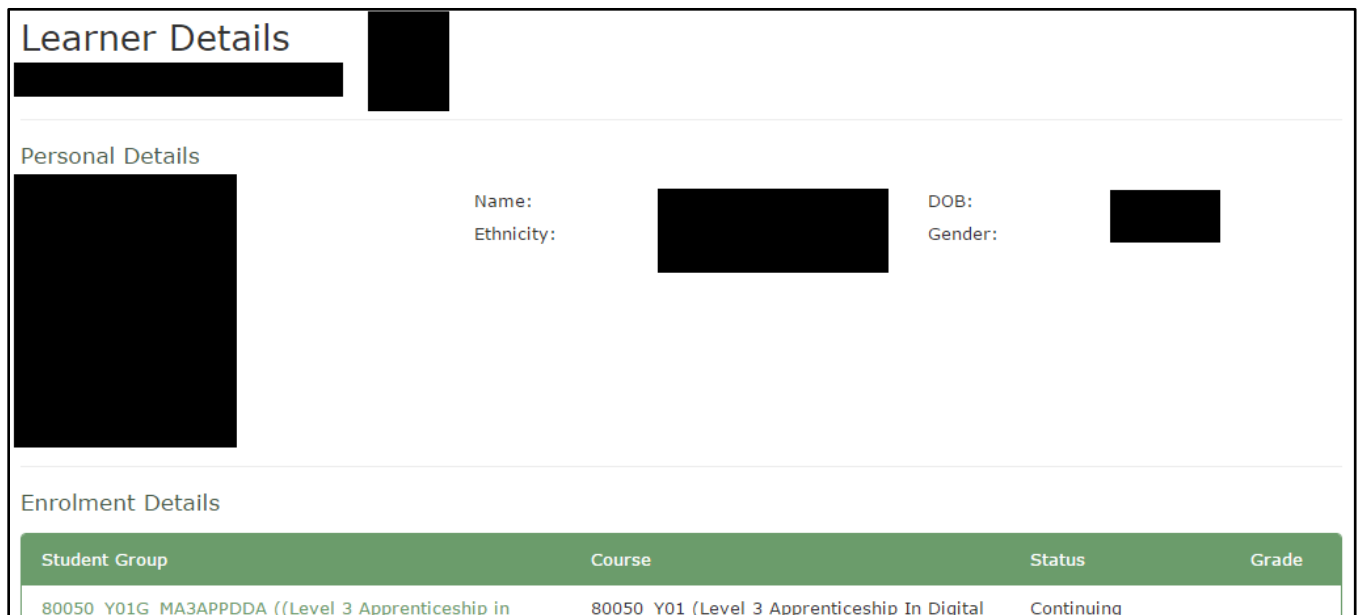 Learner Details
Personal Details
Name:
DOB:
Ethnicity:
Gender:
Enrolment Details
Student Group Course Status Grade
80050_Y01G_MA3APPDDA ((Level 3 Apprenticeship in 80050_Y01 (Level 3 Apprenticeship In Digital Continuing